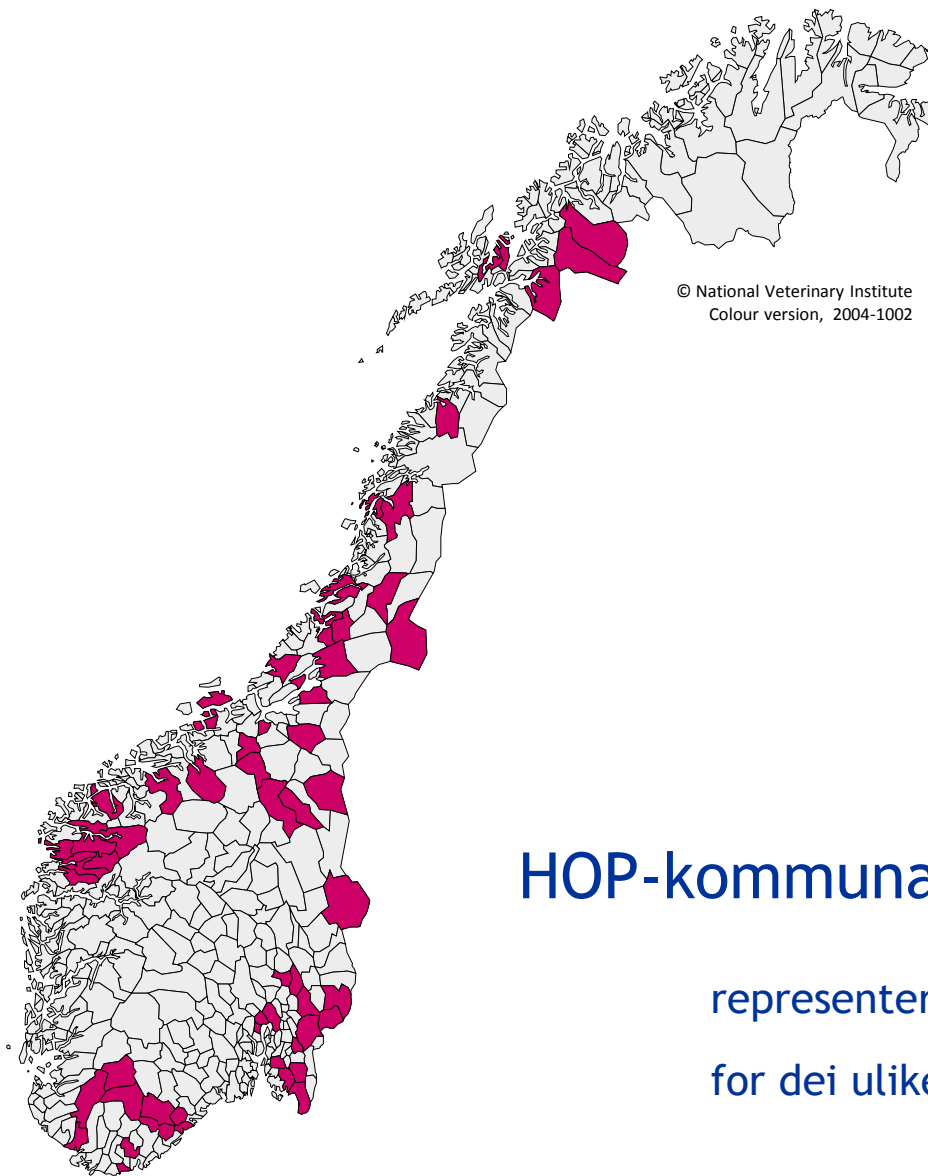 © National Veterinary Institute
Colour version, 2004-1002
HOP-kommuna
representer
for dei ulike